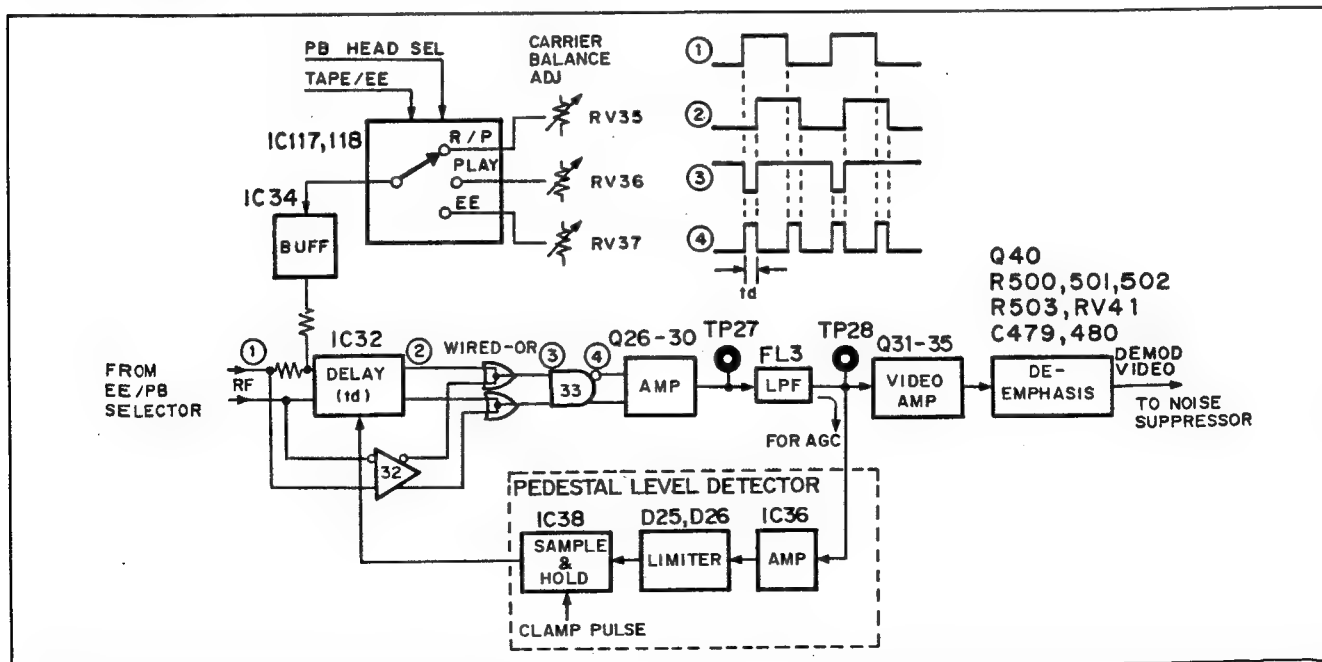 PB HEAD SEL
TAPE/EE
IC117,118
R/P
PLAY
EE
CARRIER
BALANCE
ADJ
RV35
RV36
RV37
IC34
BUFF
①
②
③
④
td
FROM
EE/PB
SELECTOR
①
RF
IC32
DELAY
(td)
②
WIRED-OR
32
③
④
33
Q26-30
AMP
TP27
FL3
LPF
FOR AGC
TP28
Q31-35
VIDEO
AMP
Q40
R500,501,502
R503,RV41
C479,480
DE-
EMPHASIS
DEMOD
VIDEO
TO NOISE
SUPPRESSOR
PEDESTAL LEVEL DETECTOR
IC38
SAMPLE
&
HOLD
D25,D26
LIMITER
IC36
AMP
CLAMP PULSE